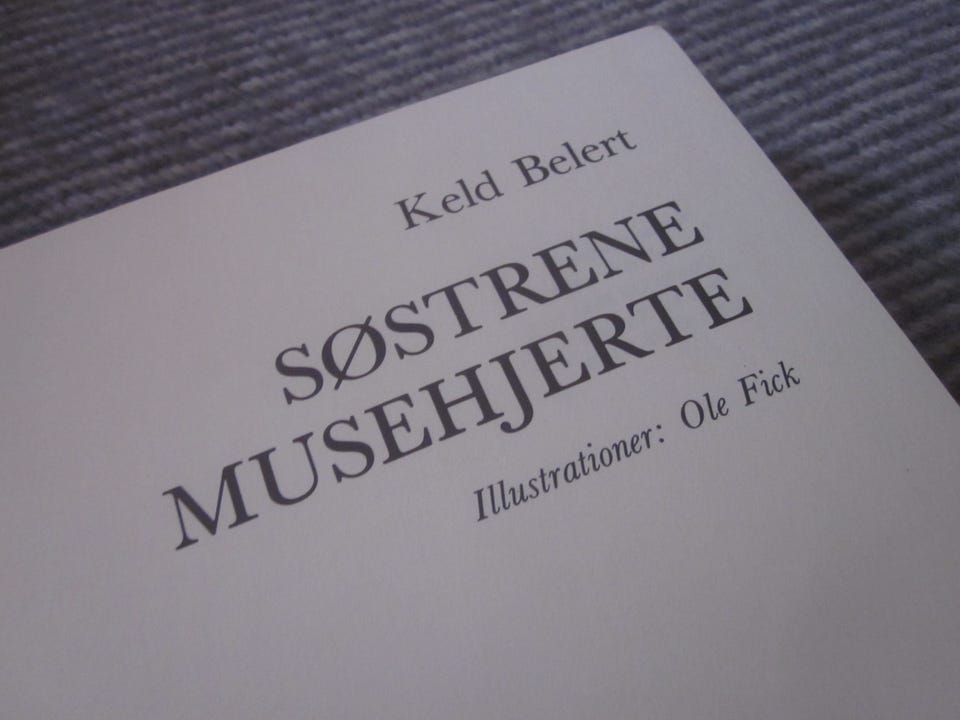 Keld Belert
SØSTRENE
MUSEHJERTE
Illustrationer: Ole Fick